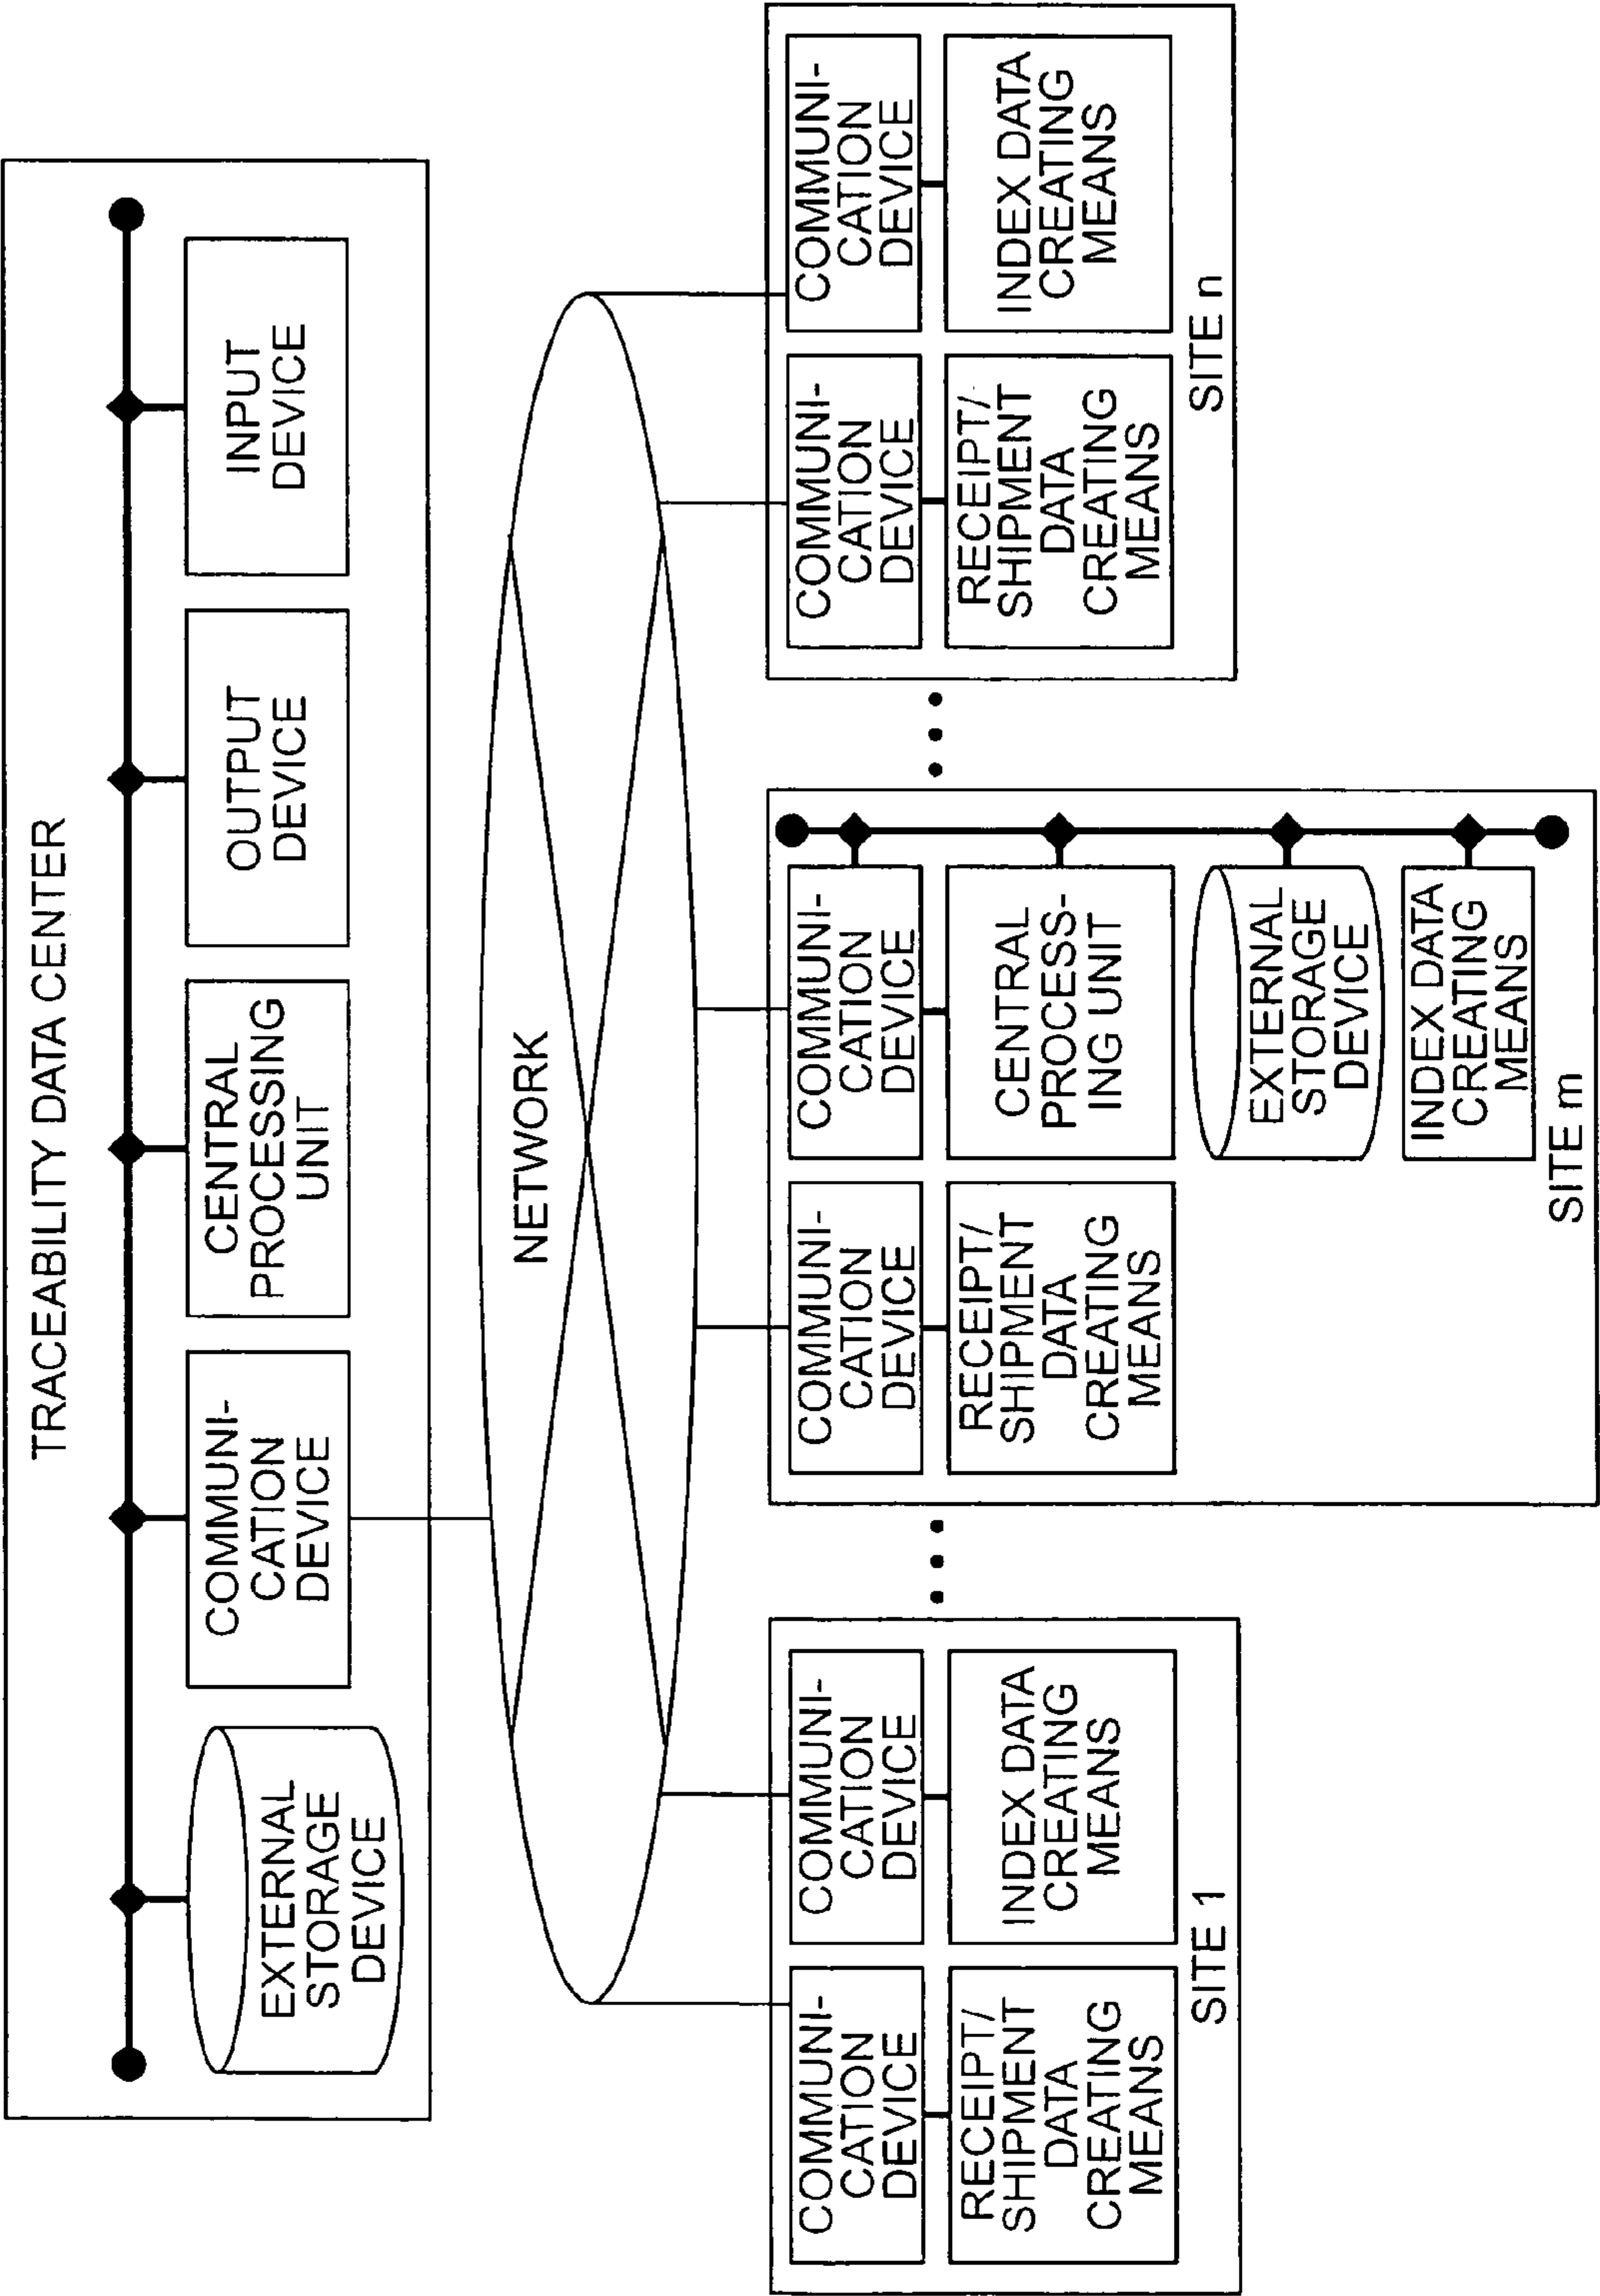 TRACEABILITY DATA CENTER
EXTERNAL
STORAGE
DEVICE
COMMUNI-
CATION
DEVICE
CENTRAL
PROCESSING
UNIT
OUTPUT
DEVICE
INPUT
DEVICE
NETWORK
COMMUNI-
CATION
DEVICE
RECEIPT/
SHIPMENT
DATA
CREATING
MEANS
COMMUNI-
CATION
DEVICE
INDEX DATA
CREATING
MEANS
SITE 1
COMMUNI-
CATION
DEVICE
RECEIPT/
SHIPMENT
DATA
CREATING
MEANS
COMMUNI-
CATION
DEVICE
CENTRAL
PROCESS-
ING UNIT
EXTERNAL
STORAGE
DEVICE
INDEX DATA
CREATING
MEANS
SITE m
COMMUNI-
CATION
DEVICE
RECEIPT/
SHIPMENT
DATA
CREATING
MEANS
COMMUNI-
CATION
DEVICE
INDEX DATA
CREATING
MEANS
SITE n